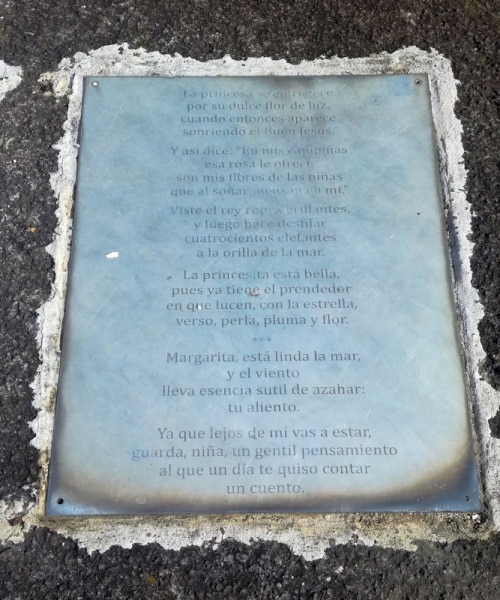 La princesa se entristece
por su dulce flor de luz,
cuando entonces aparece
sonriendo el Buen Jesús.
Y así dice: "En mis campiñas
esa rosa le ofrecí:
son mis flores de las niñas
que al soñar piensan en mí."
Viste el rey ropas brillantes,
y luego hace desfilar
cuatrocientos elefantes
a la orilla de la mar.
La princesita está bella,
pues ya tiene el prendedor
en que lucen, con la estrella,
verso, perla, pluma y flor.
***
Margarita, está linda la mar,
y el viento
lleva esencia sutil de azahar:
tu aliento.
Ya que lejos de mí vas a estar,
guarda, niña, un gentil pensamiento
al que un día te quiso contar
un cuento.